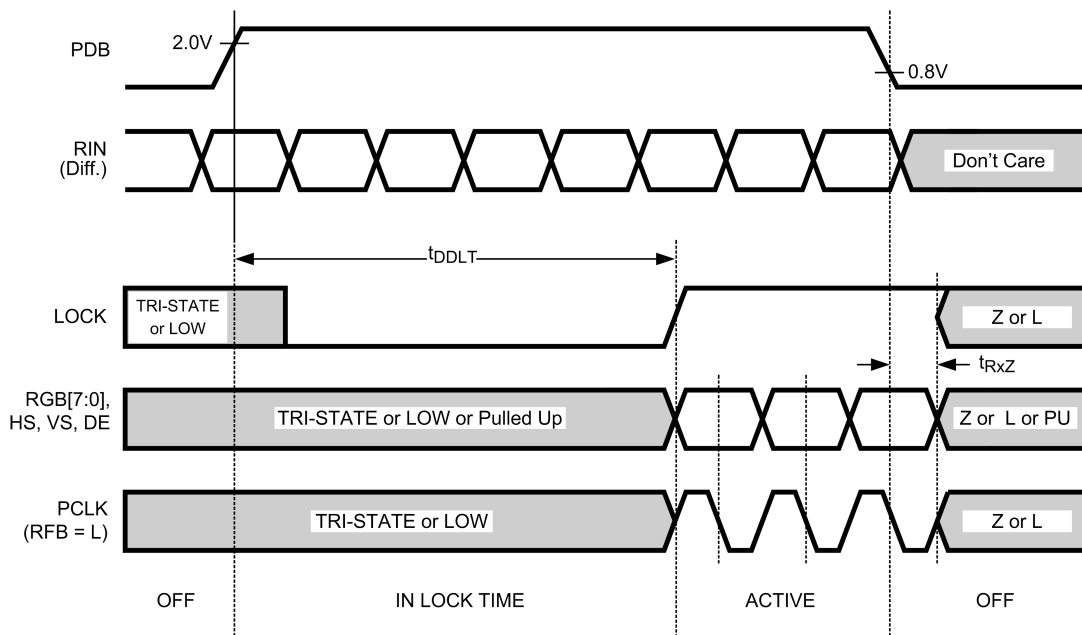 PDB
2.0V
0.8V
RIN
(Diff.)
Don't Care
tDDLT
LOCK
TRI-STATE
or LOW
Z or L
tRxZ
RGB[7:0],
HS, VS, DE
TRI-STATE or LOW or Pulled Up
Z or L or PU
PCLK
(RFB = L)
TRI-STATE or LOW
Z or L
OFF
IN LOCK TIME
ACTIVE
OFF